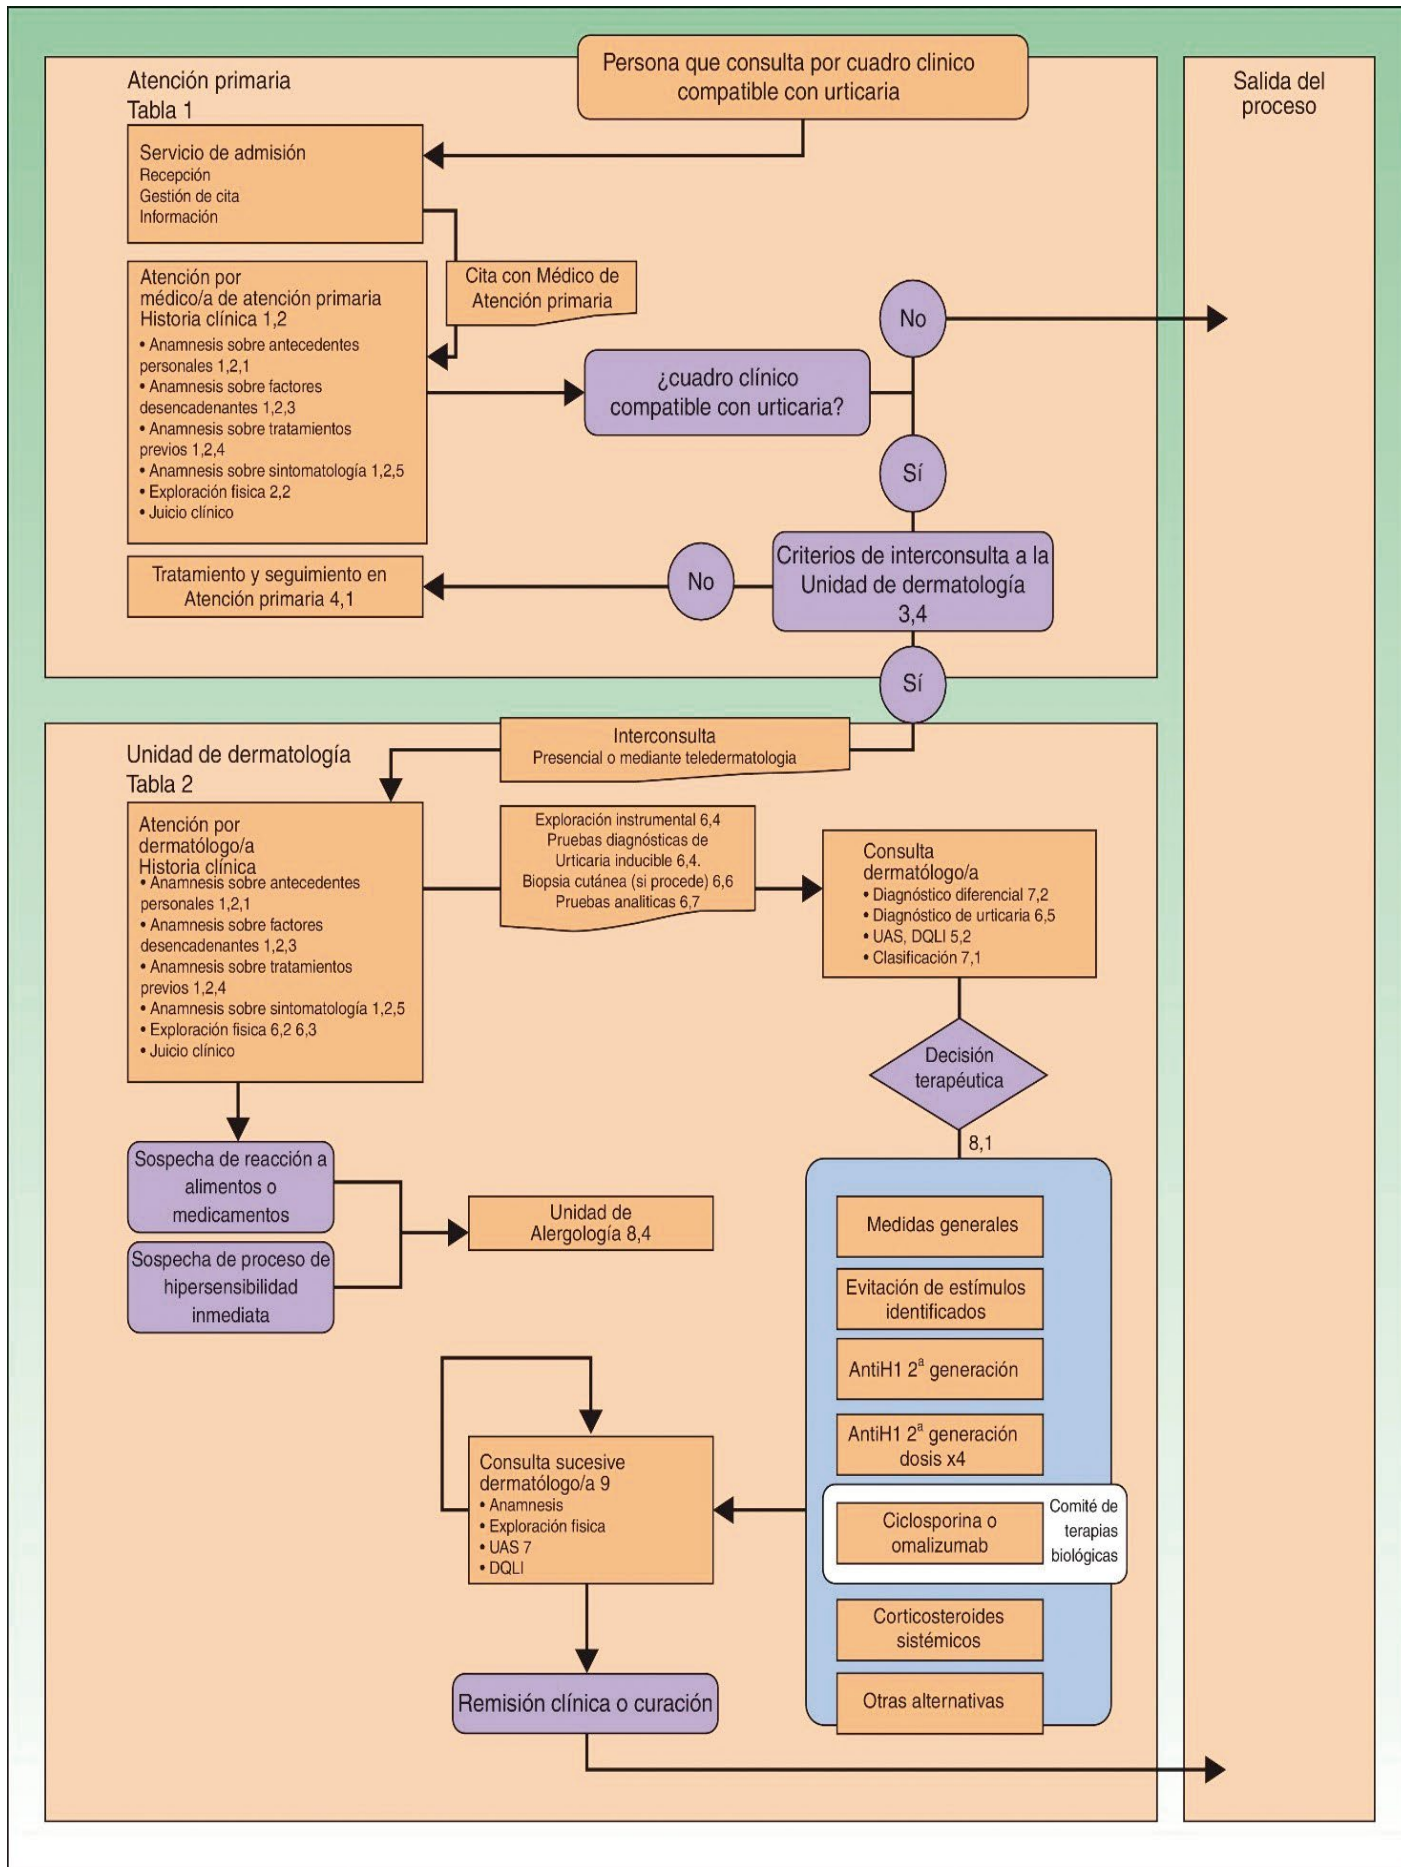 Persona que consulta por cuadro clinico
compatible con urticaria
Salida del
proceso
Atención primaria
Tabla 1
Servicio de admisión
Recepción
Gestión de cita
Información
Cita con Médico de
Atención primaria
Atención por
médico/a de atención primaria
Historia clínica 1,2
• Anamnesis sobre antecedentes
personales 1,2,1
• Anamnesis sobre factores
desencadenantes 1,2,3
• Anamnesis sobre tratamientos
previos 1,2,4
• Anamnesis sobre sintomatología 1,2,5
• Exploración fisica 2,2
• Juicio clínico
¿cuadro clínico
compatible con urticaria?
No
Sí
Criterios de interconsulta a la
Unidad de dermatología
3,4
No
Tratamiento y seguimiento en
Atención primaria 4,1
Sí
Unidad de dermatología
Tabla 2
Interconsulta
Presencial o mediante teledermatologia
Atención por
dermatólogo/a
Historia clínica
• Anamnesis sobre antecedentes
personales 1,2,1
• Anamnesis sobre factores
desencadenantes 1,2,3
• Anamnesis sobre tratamientos
previos 1,2,4
• Anamnesis sobre sintomatología 1,2,5
• Exploración fisica 6,2 6,3
• Juicio clínico
Exploración instrumental 6,4
Pruebas diagnósticas de
Urticaria inducible 6,4.
Biopsia cutánea (si procede) 6,6
Pruebas analiticas 6,7
Consulta
dermatólogo/a
• Diagnóstico diferencial 7,2
• Diagnóstico de urticaria 6,5
• UAS, DQLI 5,2
• Clasificación 7,1
Decisión
terapéutica
8,1
Sospecha de reacción a
alimentos o
medicamentos
Sospecha de proceso de
hipersensibilidad
inmediata
Unidad de
Alergología 8,4
Medidas generales
Evitación de estímulos
identificados
AntiH1 2ª generación
AntiH1 2ª generación
dosis x4
Ciclosporina o
omalizumab
Comité de
terapias
biológicas
Corticosteroides
sistémicos
Otras alternativas
Consulta sucesive
dermatólogo/a 9
• Anamnesis
• Exploración fisica
• UAS 7
• DQLI
Remisión clínica o curación